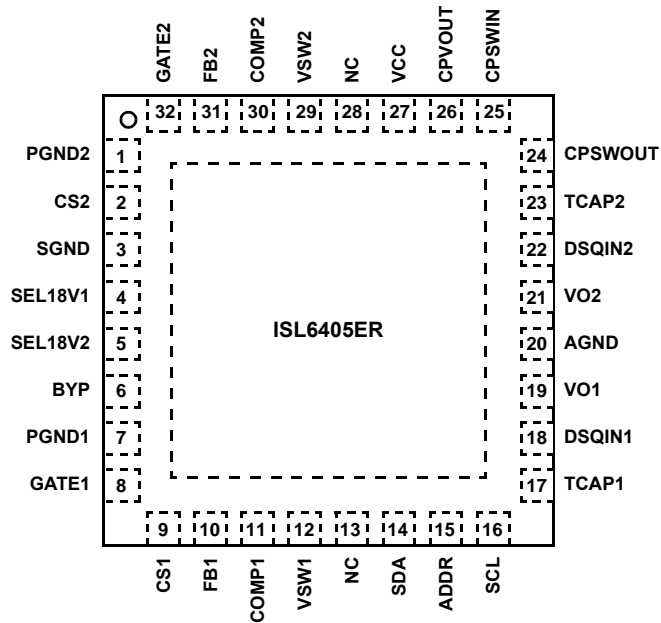 GATE2
FB2
COMP2
VSW2
NC
VCC
CPVOUT
CPSWIN
32 31 30 29 28 27 26 25
PGND2 1
CS2 2
SGND 3
SEL18V1 4
SEL18V2 5
BYP 6
PGND1 7
GATE1 8
ISL6405ER
24 CPSWOUT
23 TCAP2
22 DSQIN2
21 VO2
20 AGND
19 VO1
18 DSQIN1
17 TCAP1
9 10 11 12 13 14 15 16
CS1
FB1
COMP1
VSW1
NC
SDA
ADDR
SCL